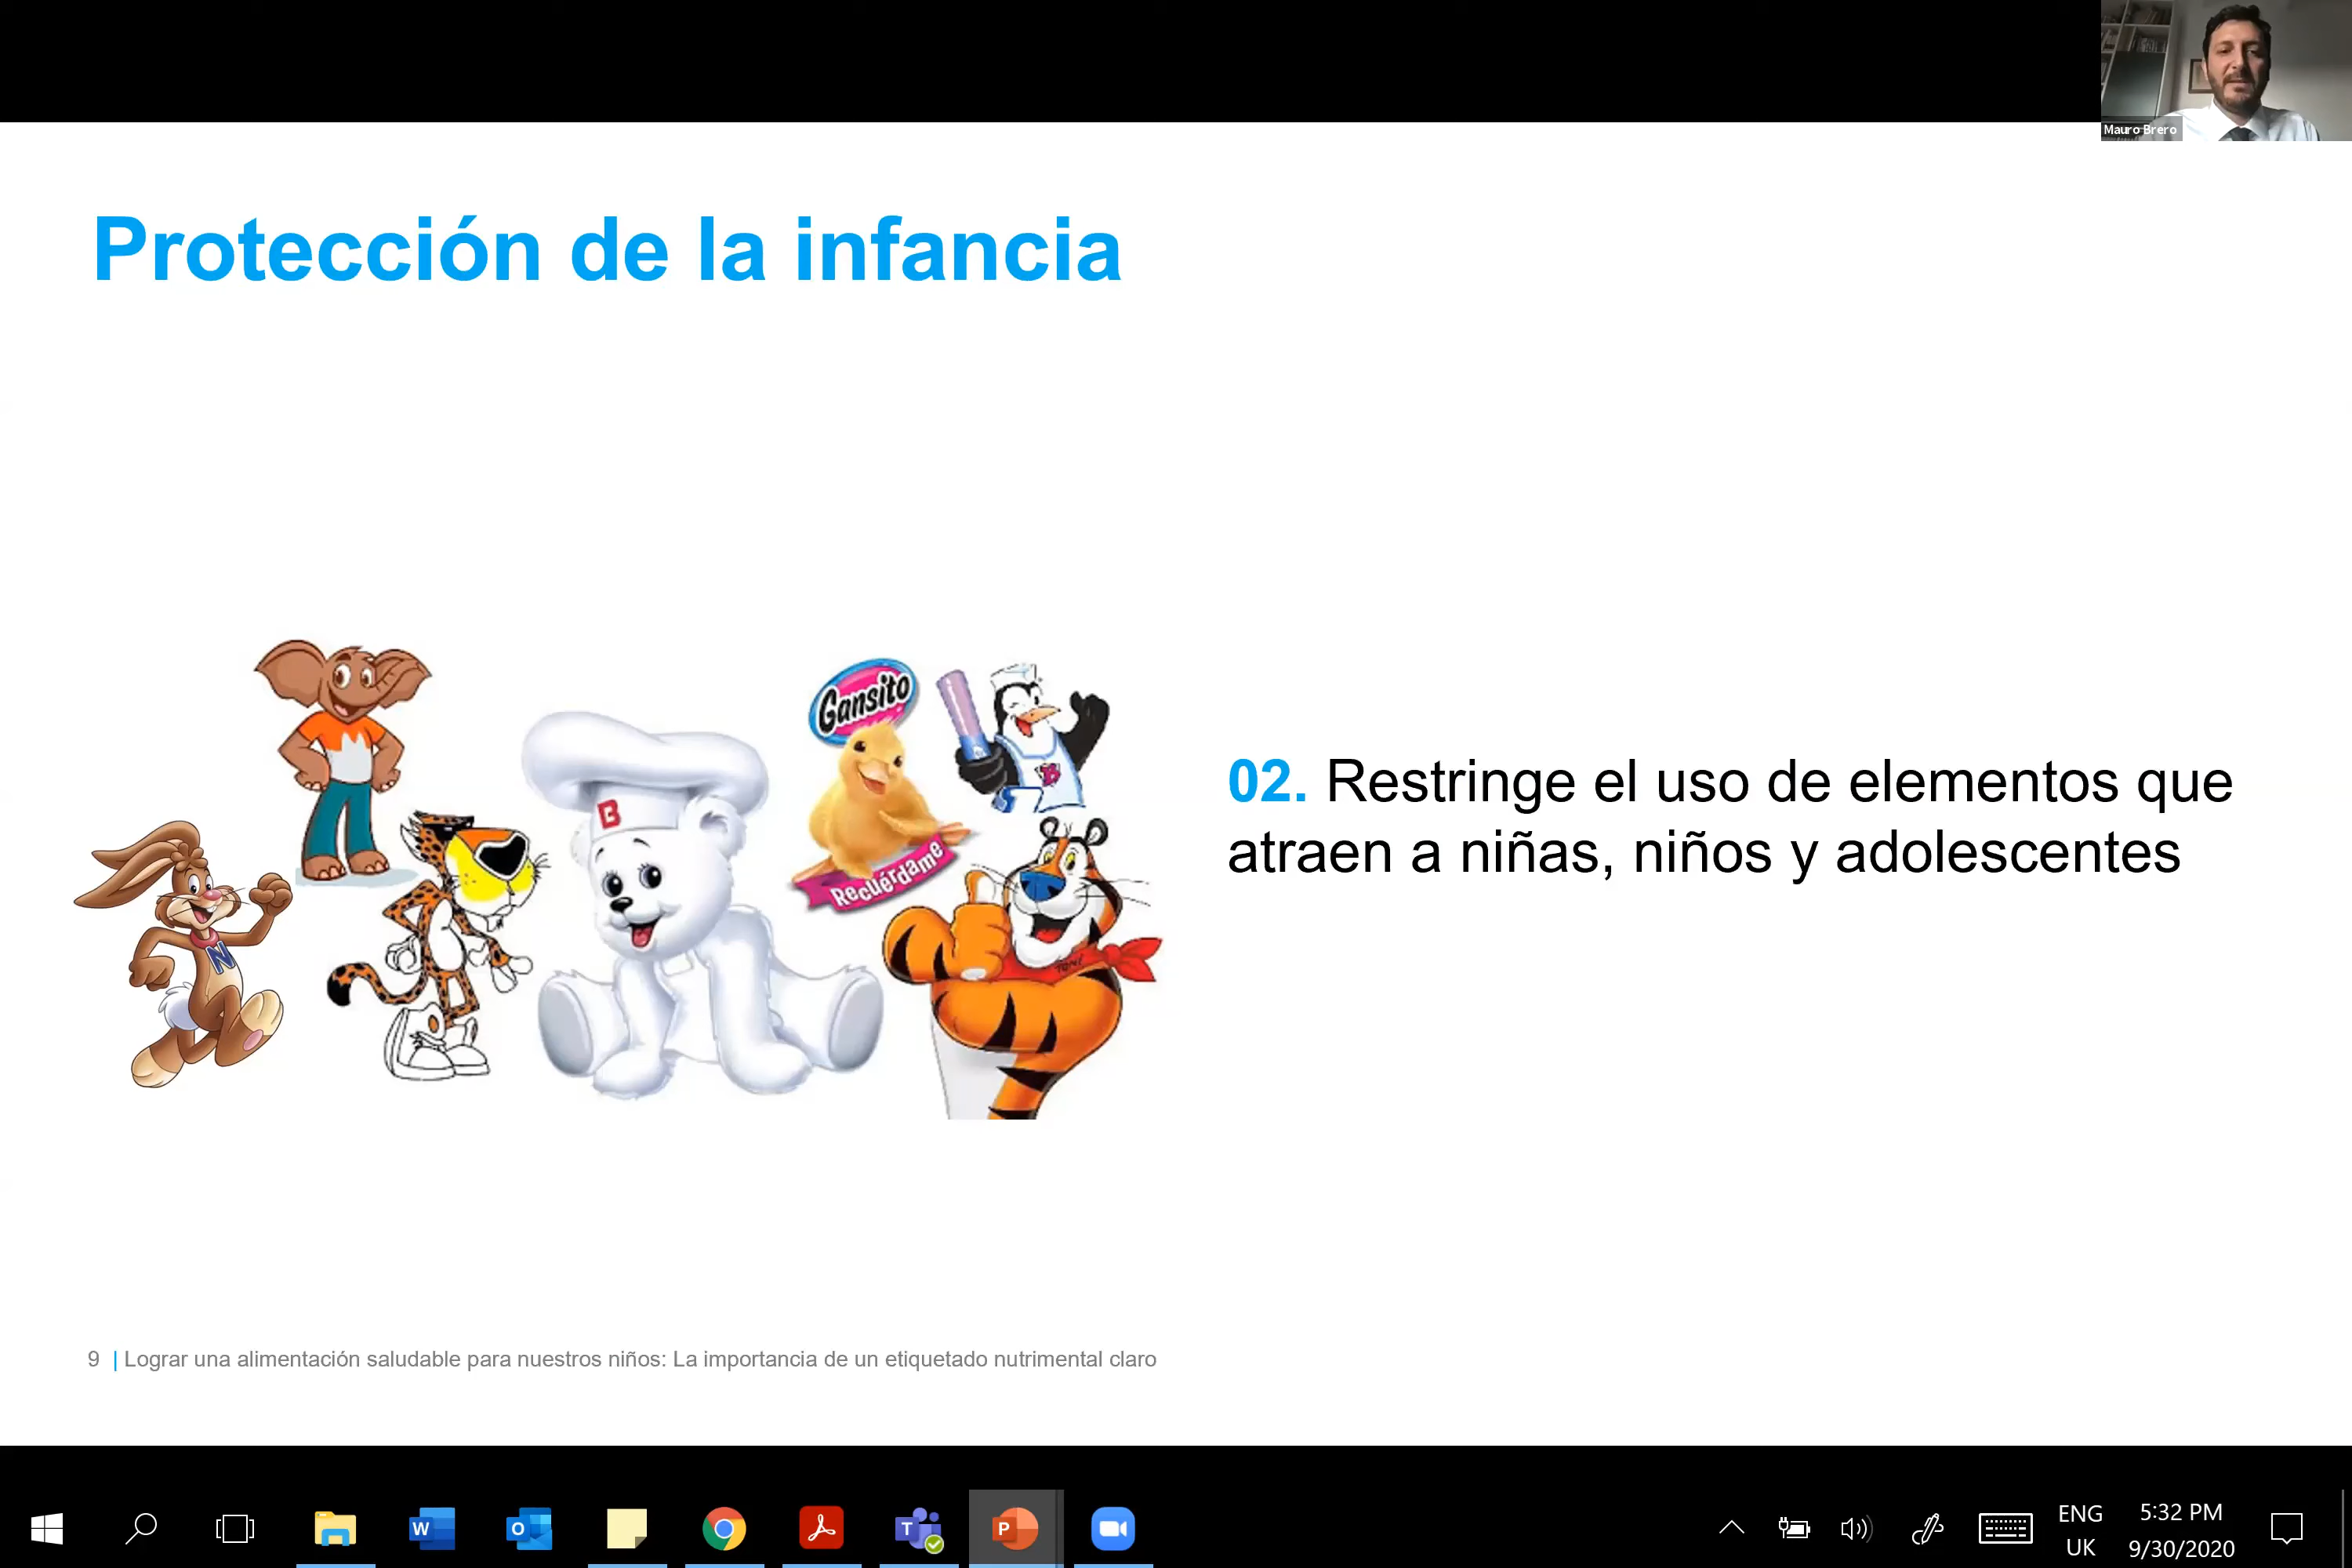 Mauro Brero
Protección de la infancia
Gansito
Recuérdame
B
N
TONY
02. Restringe el uso de elementos que
atraen a niñas, niños y adolescentes
9 | Lograr una alimentación saludable para nuestros niños: La importancia de un etiquetado nutrimental claro
W
O
T
P
ENG
UK
5:32 PM
9/30/2020